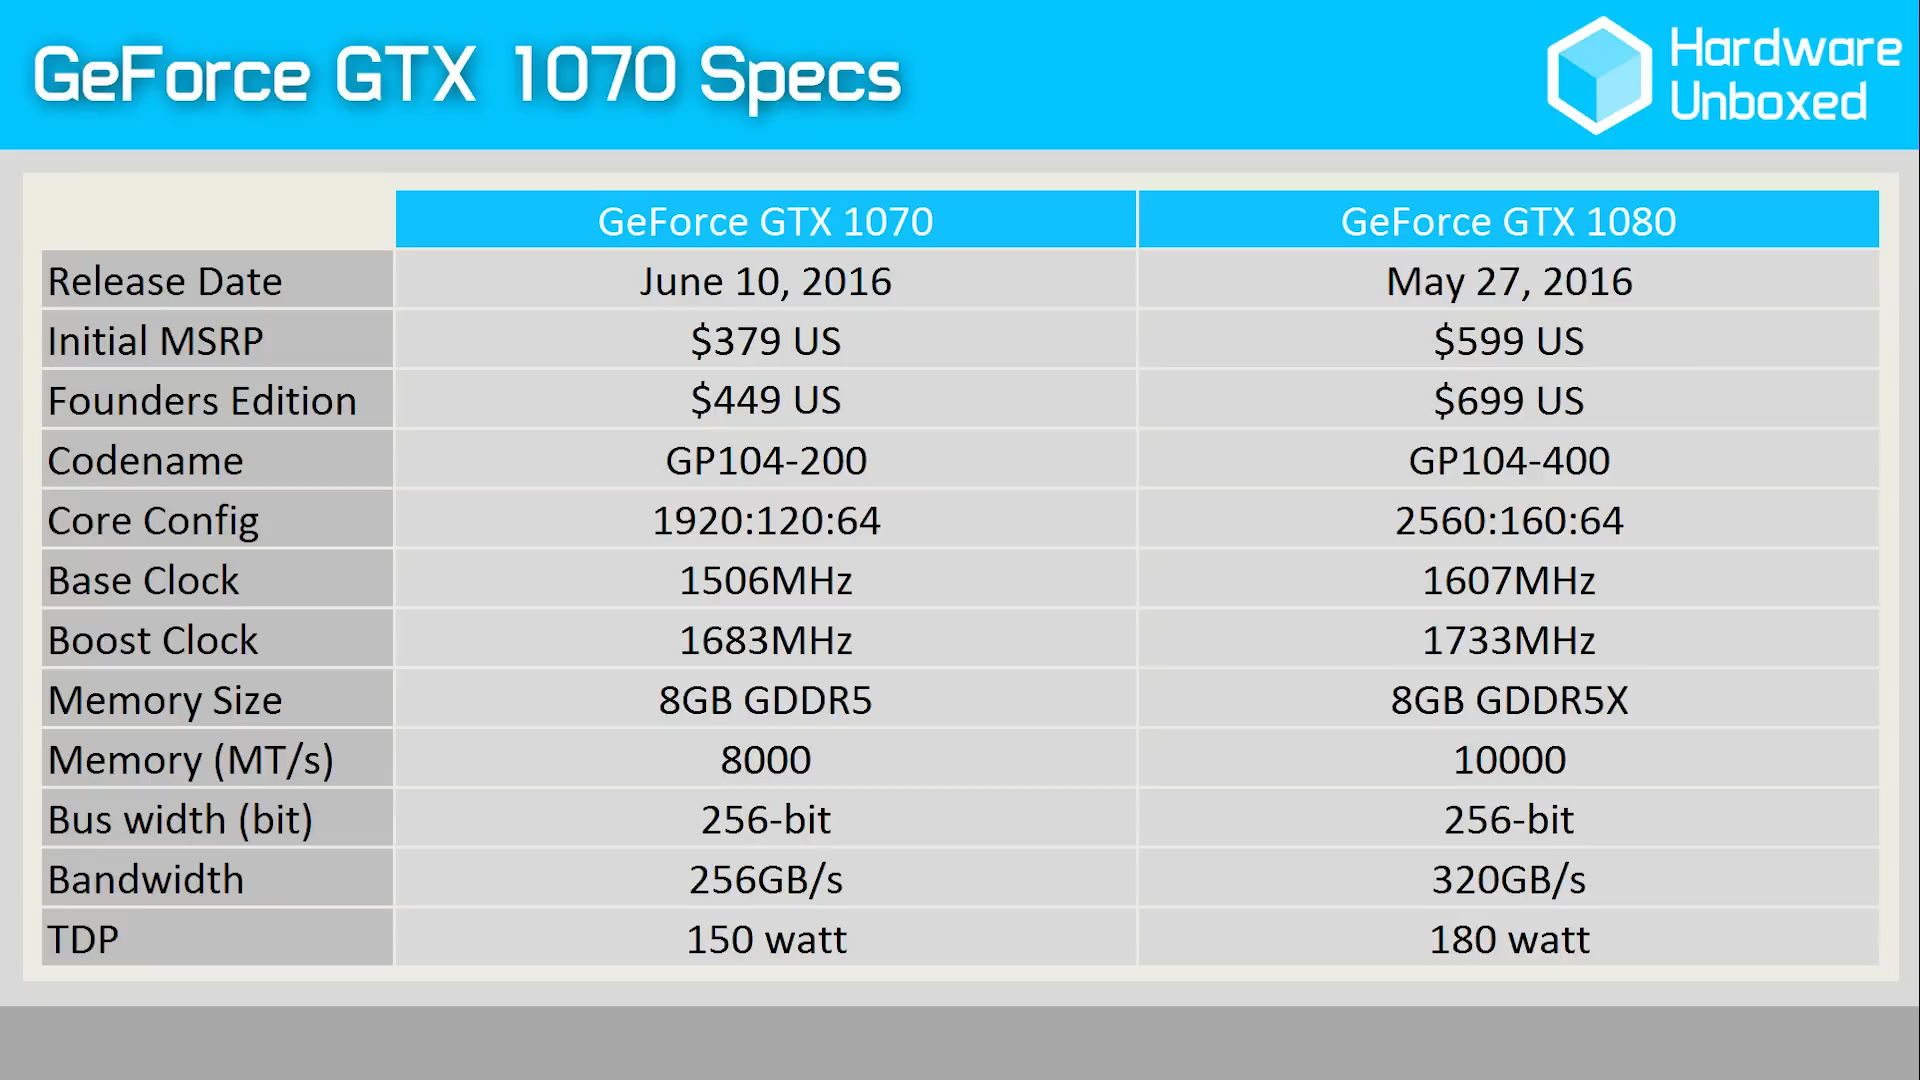 GeForce GTX 1070 Specs
Hardware
Unboxed
GeForce GTX 1070 GeForce GTX 1080
Release Date June 10, 2016 May 27, 2016
Initial MSRP $379 US $599 US
Founders Edition $449 US $699 US
Codename GP104-200 GP104-400
Core Config 1920:120:64 2560:160:64
Base Clock 1506MHz 1607MHz
Boost Clock 1683MHz 1733MHz
Memory Size 8GB GDDR5 8GB GDDR5X
Memory (MT/s) 8000 10000
Bus width (bit) 256-bit 256-bit
Bandwidth 256GB/s 320GB/s
TDP 150 watt 180 watt